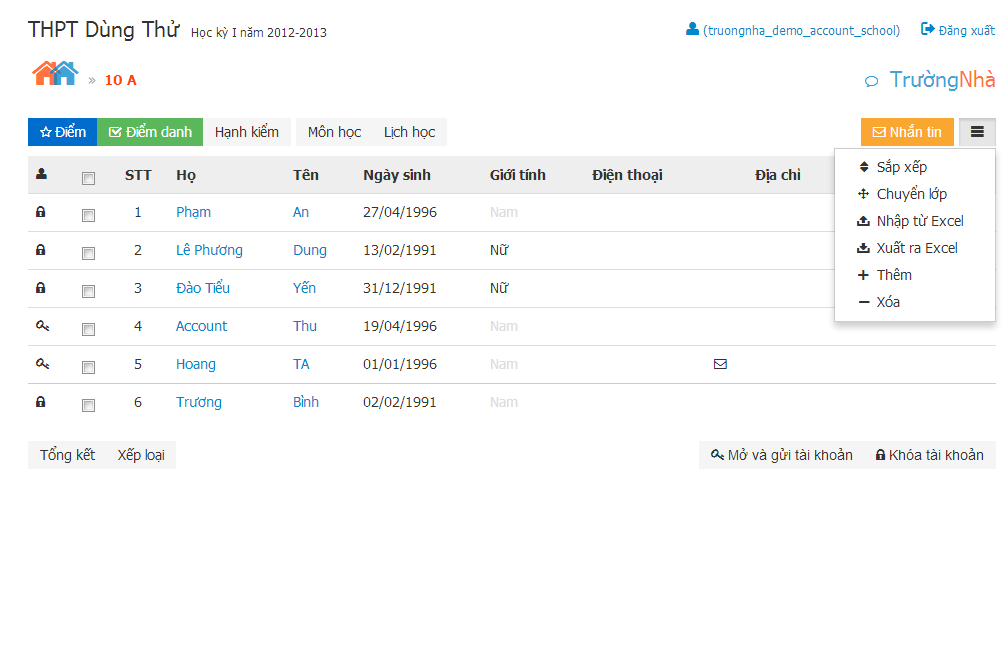 THPT Dùng Thử Học kỳ I năm 2012-2013 (truongnha_demo_account_school) Đăng xuất
» 10 A TrườngNhà
Điểm Điểm danh Hạnh kiểm Môn học Lịch học Nhắn tin
STT Họ Tên Ngày sinh Giới tính Điện thoại Địa chỉ
1 Phạm An 27/04/1996 Nam
2 Lê Phương Dung 13/02/1991 Nữ
3 Đào Tiểu Yến 31/12/1991 Nữ
4 Account Thu 19/04/1996 Nam
5 Hoang TA 01/01/1996 Nam
6 Trương Bình 02/02/1991 Nam
Sắp xếp
Chuyển lớp
Nhập từ Excel
Xuất ra Excel
Thêm
Xóa
Tổng kết Xếp loại Mở và gửi tài khoản Khóa tài khoản